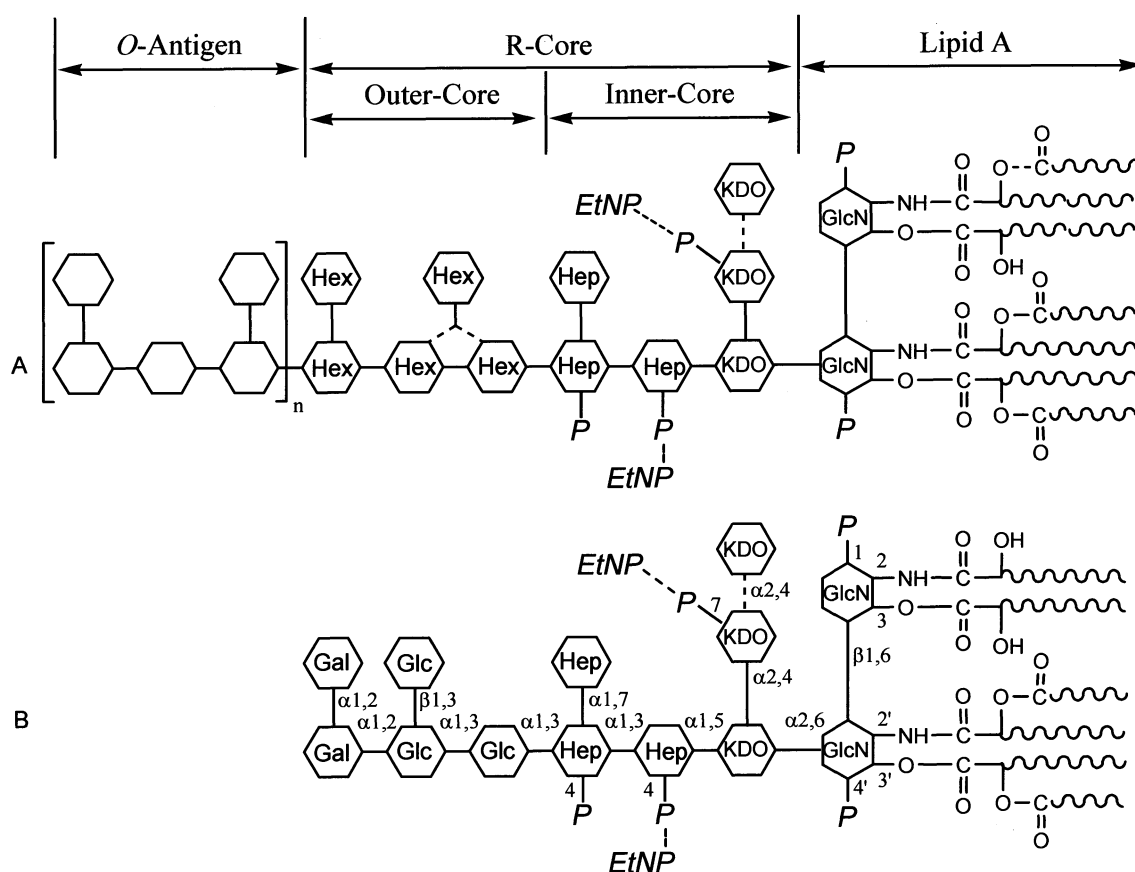 O-Antigen R-Core Lipid A
Outer-Core Inner-Core
O
P O O C
KDO
EtNP NH C
GlcN
P O C
Hex Hex Hep KDO O OH
O
O C
A Hex Hex Hex Hep Hep KDO GlcN NH C
O C
n O O C
P P P O
EtNP
P O OH
KDO 1 2
EtNP NH C
α2,4 GlcN
P 7 O C
KDO 3 O OH
Gal Glc Hep α2,4 β1,6 O
α1,2 β1,3 α1,7 O O C
B α1,2 α1,3 α1,3 α1,3 α1,5 α2,6 2'
Gal Glc Glc Hep Hep KDO GlcN NH C
4' 3' O C
4 4 O O C
P P P O
EtNP